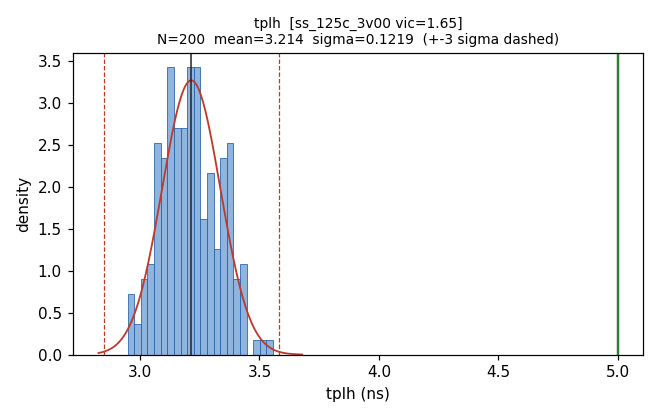 tplh [ss_125c_3v00 vic=1.65]
N=200 mean=3.214 sigma=0.1219 (+-3 sigma dashed)
density
3.5
3.0
2.5
2.0
1.5
1.0
0.5
0.0
3.0 3.5 4.0 4.5 5.0
tplh (ns)